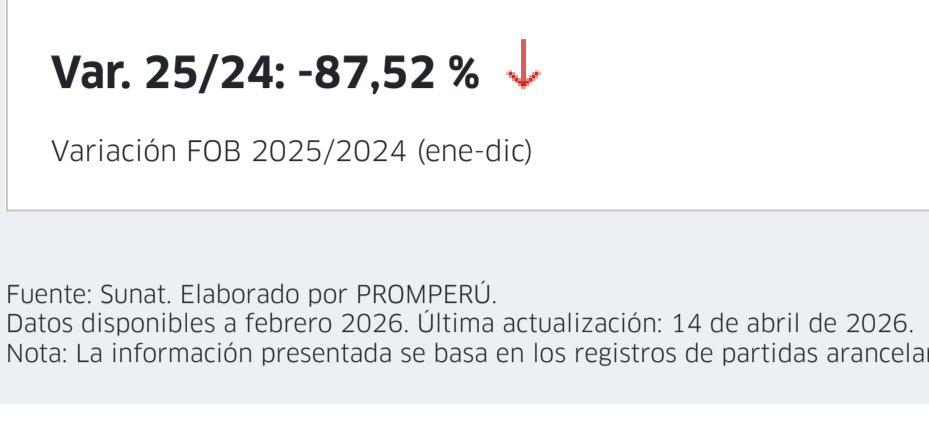 Var. 25/24: -87,52 %
Variación FOB 2025/2024 (ene-dic)
Fuente: Sunat. Elaborado por PROMPERÚ.
Datos disponibles a febrero 2026. Última actualización: 14 de abril de 2026.
Nota: La información presentada se basa en los registros de partidas